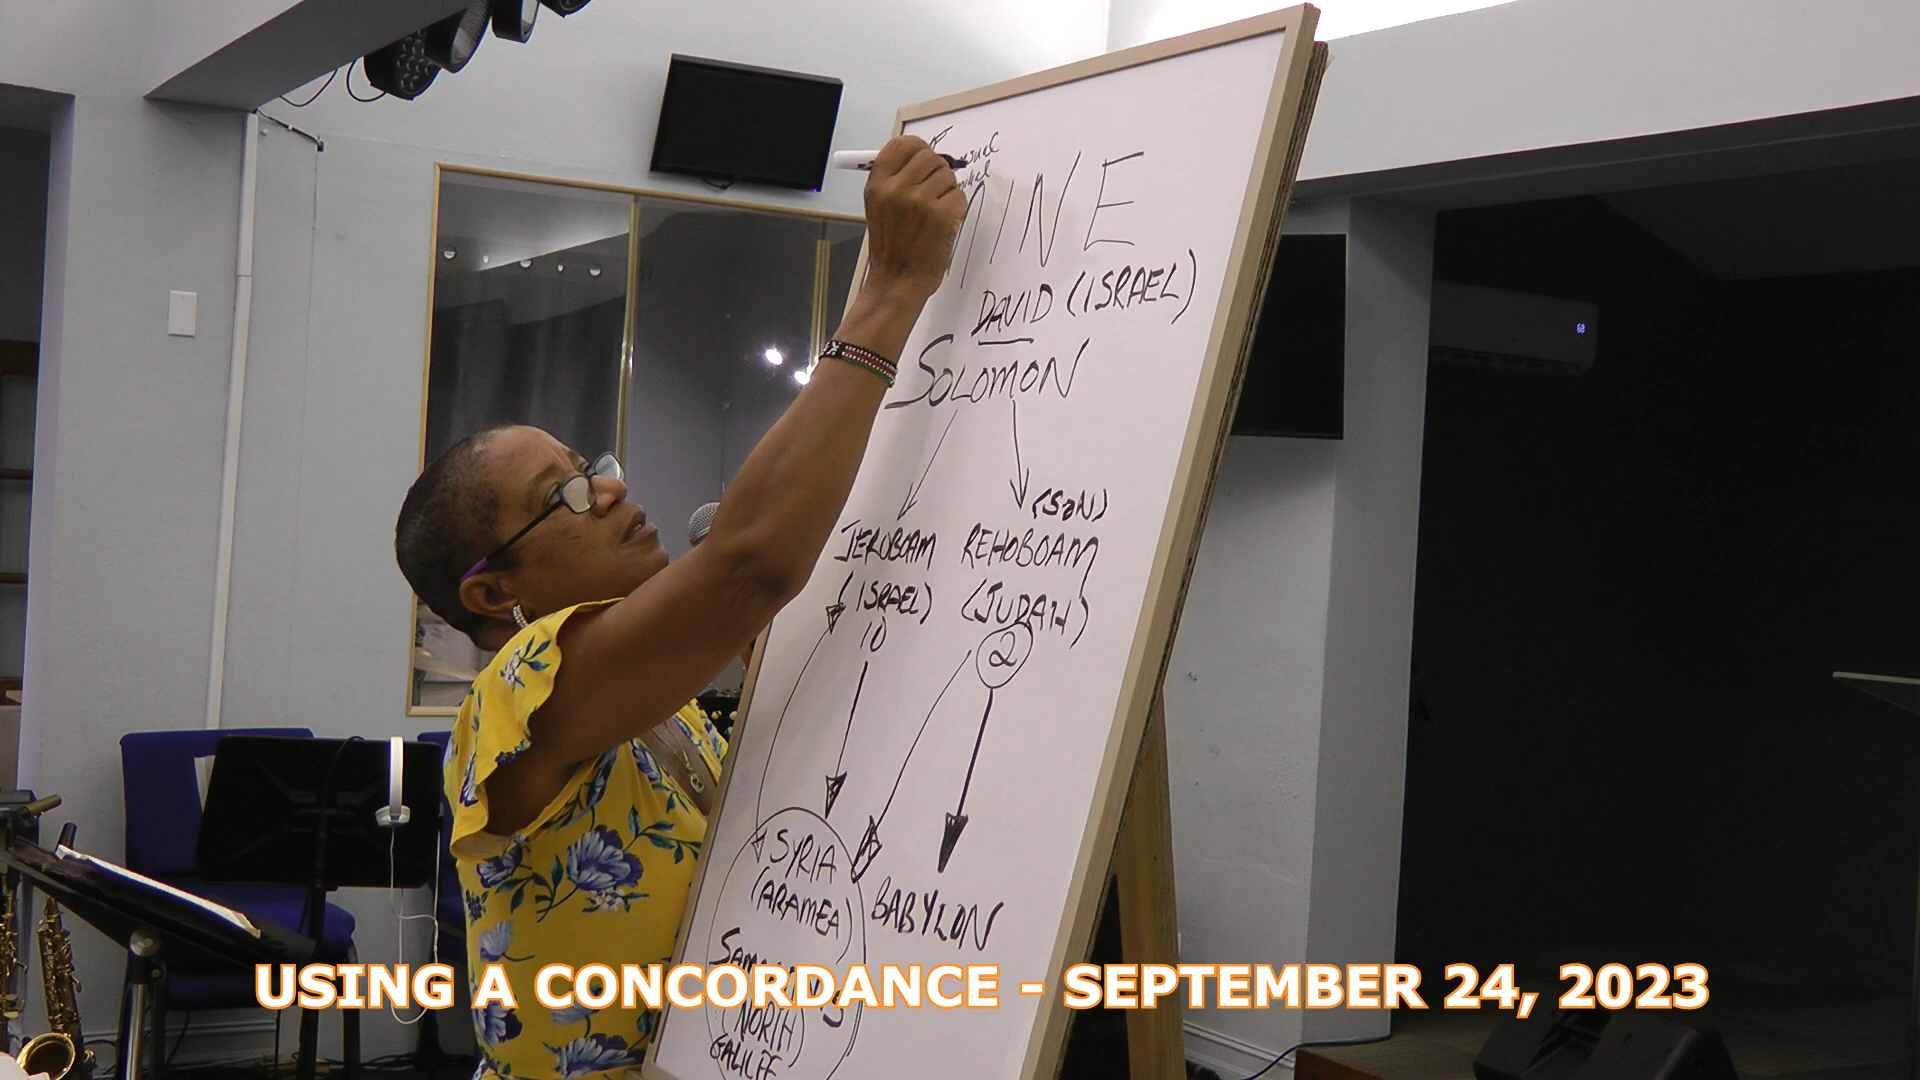 MINE
DAVID (ISRAEL)
SOLOMON
(SON)
JEROBOAM REHOBOAM
(ISRAEL) (JUDAH)
10 2
SYRIA
(ARAMEA) BABYLON
NORTH
GALILEE
USING A CONCORDANCE - SEPTEMBER 24, 2023
60